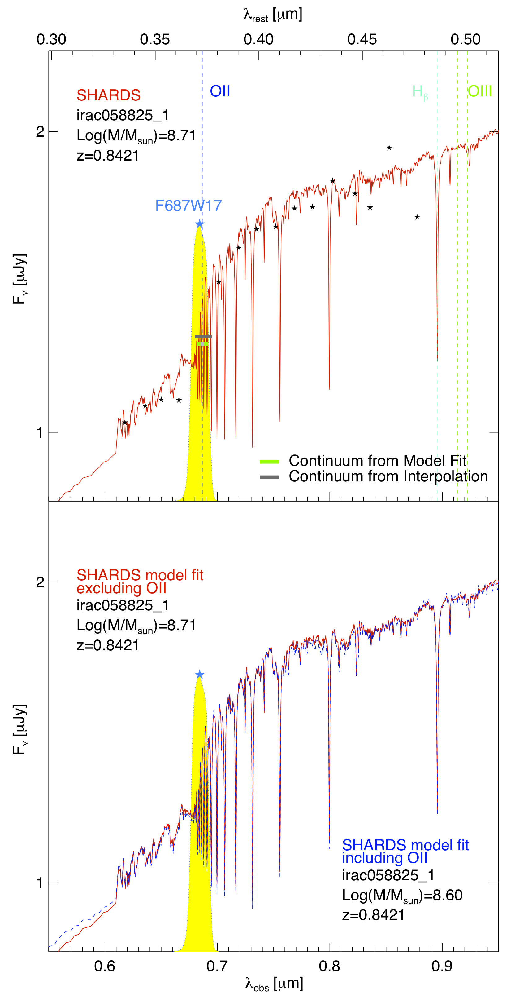 λrest [μm]
0.30 0.35 0.40 0.45 0.50
SHARDS
OII
Hβ
OIII
irac058825_1
Log(M/Msun)=8.71
z=0.8421
2
F687W17
Fν [μJy]
1
Continuum from Model Fit
Continuum from Interpolation
SHARDS model fit
excluding OII
irac058825_1
Log(M/Msun)=8.71
z=0.8421
2
Fν [μJy]
1
SHARDS model fit
including OII
irac058825_1
Log(M/Msun)=8.60
z=0.8421
0.6 0.7 0.8 0.9
λobs [μm]